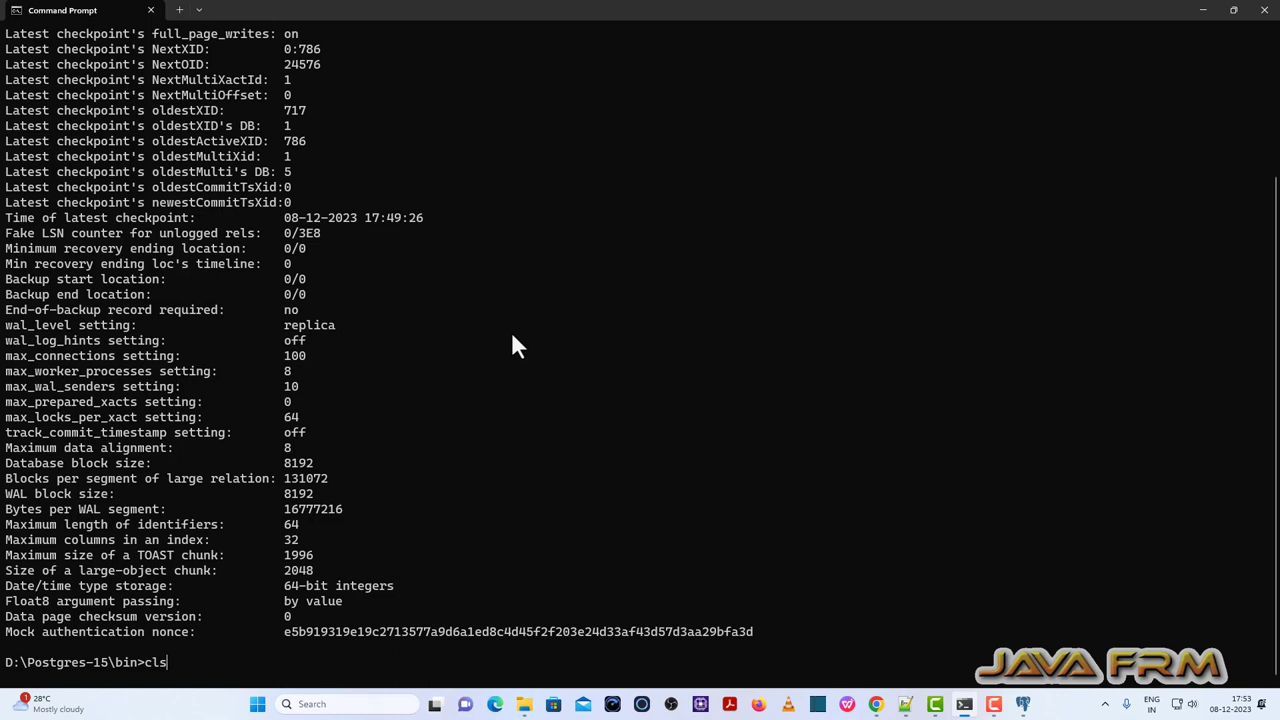 Command Prompt
Latest checkpoint's full_page_writes: on
Latest checkpoint's NextXID: 0:786
Latest checkpoint's NextOID: 24576
Latest checkpoint's NextMultiXactId: 1
Latest checkpoint's NextMultiOffset: 0
Latest checkpoint's oldestXID: 717
Latest checkpoint's oldestXID's DB: 1
Latest checkpoint's oldestActiveXID: 786
Latest checkpoint's oldestMultiXid: 1
Latest checkpoint's oldestMulti's DB: 5
Latest checkpoint's oldestCommitTsXid:0
Latest checkpoint's newestCommitTsXid:0
Time of latest checkpoint: 08-12-2023 17:49:26
Fake LSN counter for unlogged rels: 0/3E8
Minimum recovery ending location: 0/0
Min recovery ending loc's timeline: 0
Backup start location: 0/0
Backup end location: 0/0
End-of-backup record required: no
wal_level setting: replica
wal_log_hints setting: off
max_connections setting: 100
max_worker_processes setting: 8
max_wal_senders setting: 10
max_prepared_xacts setting: 0
max_locks_per_xact setting: 64
track_commit_timestamp setting: off
Maximum data alignment: 8
Database block size: 8192
Blocks per segment of large relation: 131072
WAL block size: 8192
Bytes per WAL segment: 16777216
Maximum length of identifiers: 64
Maximum columns in an index: 32
Maximum size of a TOAST chunk: 1996
Size of a large-object chunk: 2048
Date/time type storage: 64-bit integers
Float8 argument passing: by value
Data page checksum version: 0
Mock authentication nonce: e5b919319e19c2713577a9d6a1ed8c4d45f2f203e24d33af43d57d3aa29bfa3d
D:\Postgres-15\bin>cls
JAVA FRM
1
28°C
Mostly cloudy
Search
ENG
IN
17:53
08-12-2023